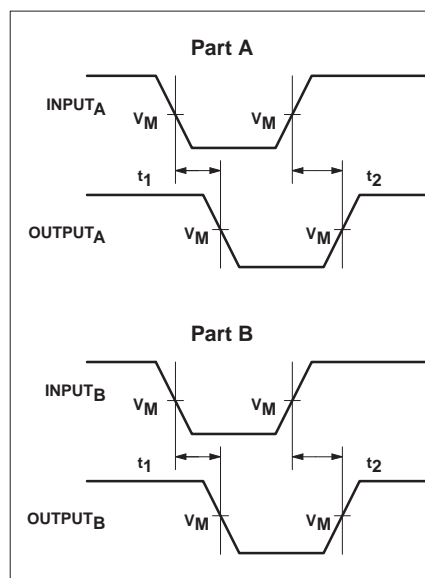 Part A
INPUTA
VM VM
t1 t2
OUTPUTA
VM VM
Part B
INPUTB
VM VM
t1 t2
OUTPUTB
VM VM